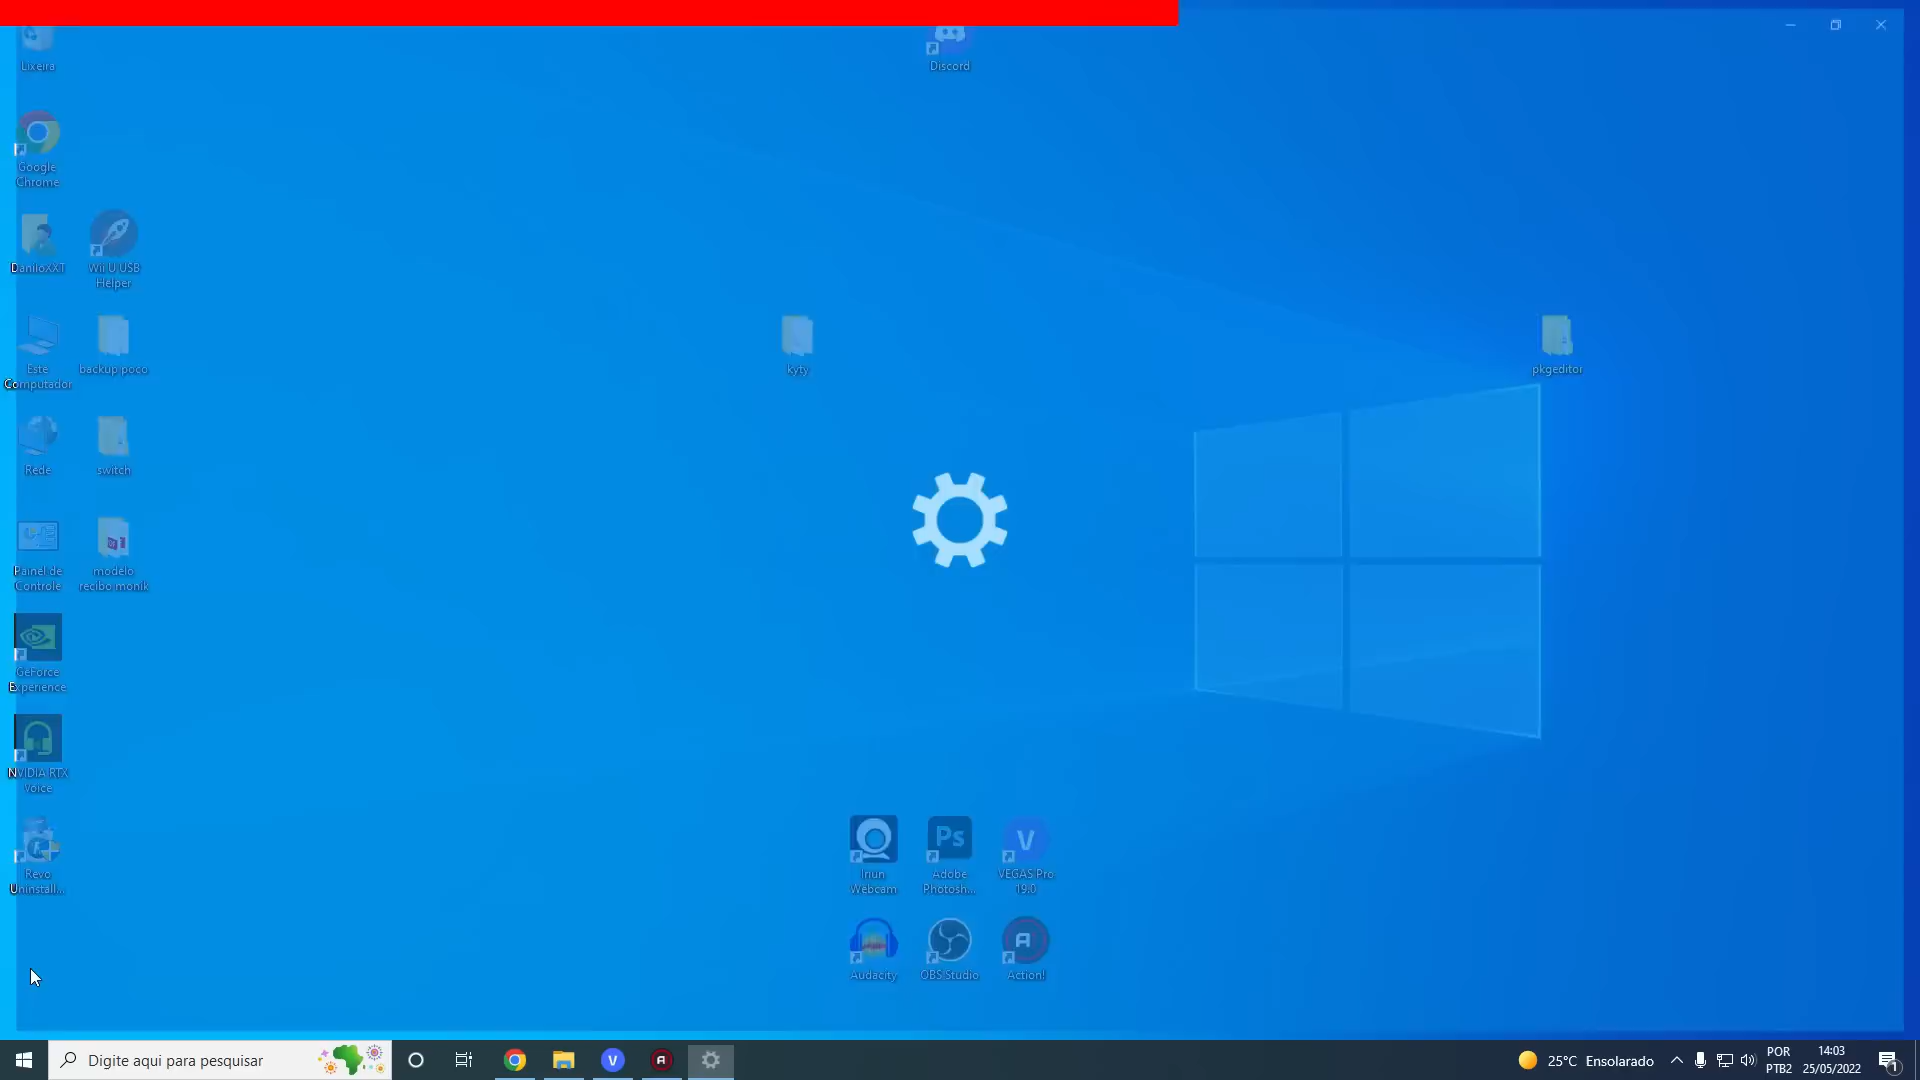 Lixeira
Discord
Google
Chrome
DaniloXXT
Wii U USB
Helper
Este
Computador
backup poco
kyty
pkgeditor
Rede
switch
Painel de
Controle
modelo
recibo monik
GeForce
Experience
NVIDIA RTX
Voice
Revo
Uninstall...
Iriun
Webcam
Ps
Adobe
Photosh...
V
VEGAS Pro
19.0
Audacity
OBS Studio
A
Action!
Digite aqui para pesquisar
V
A
25°C Ensolarado
POR
PTB2
14:03
25/05/2022
1